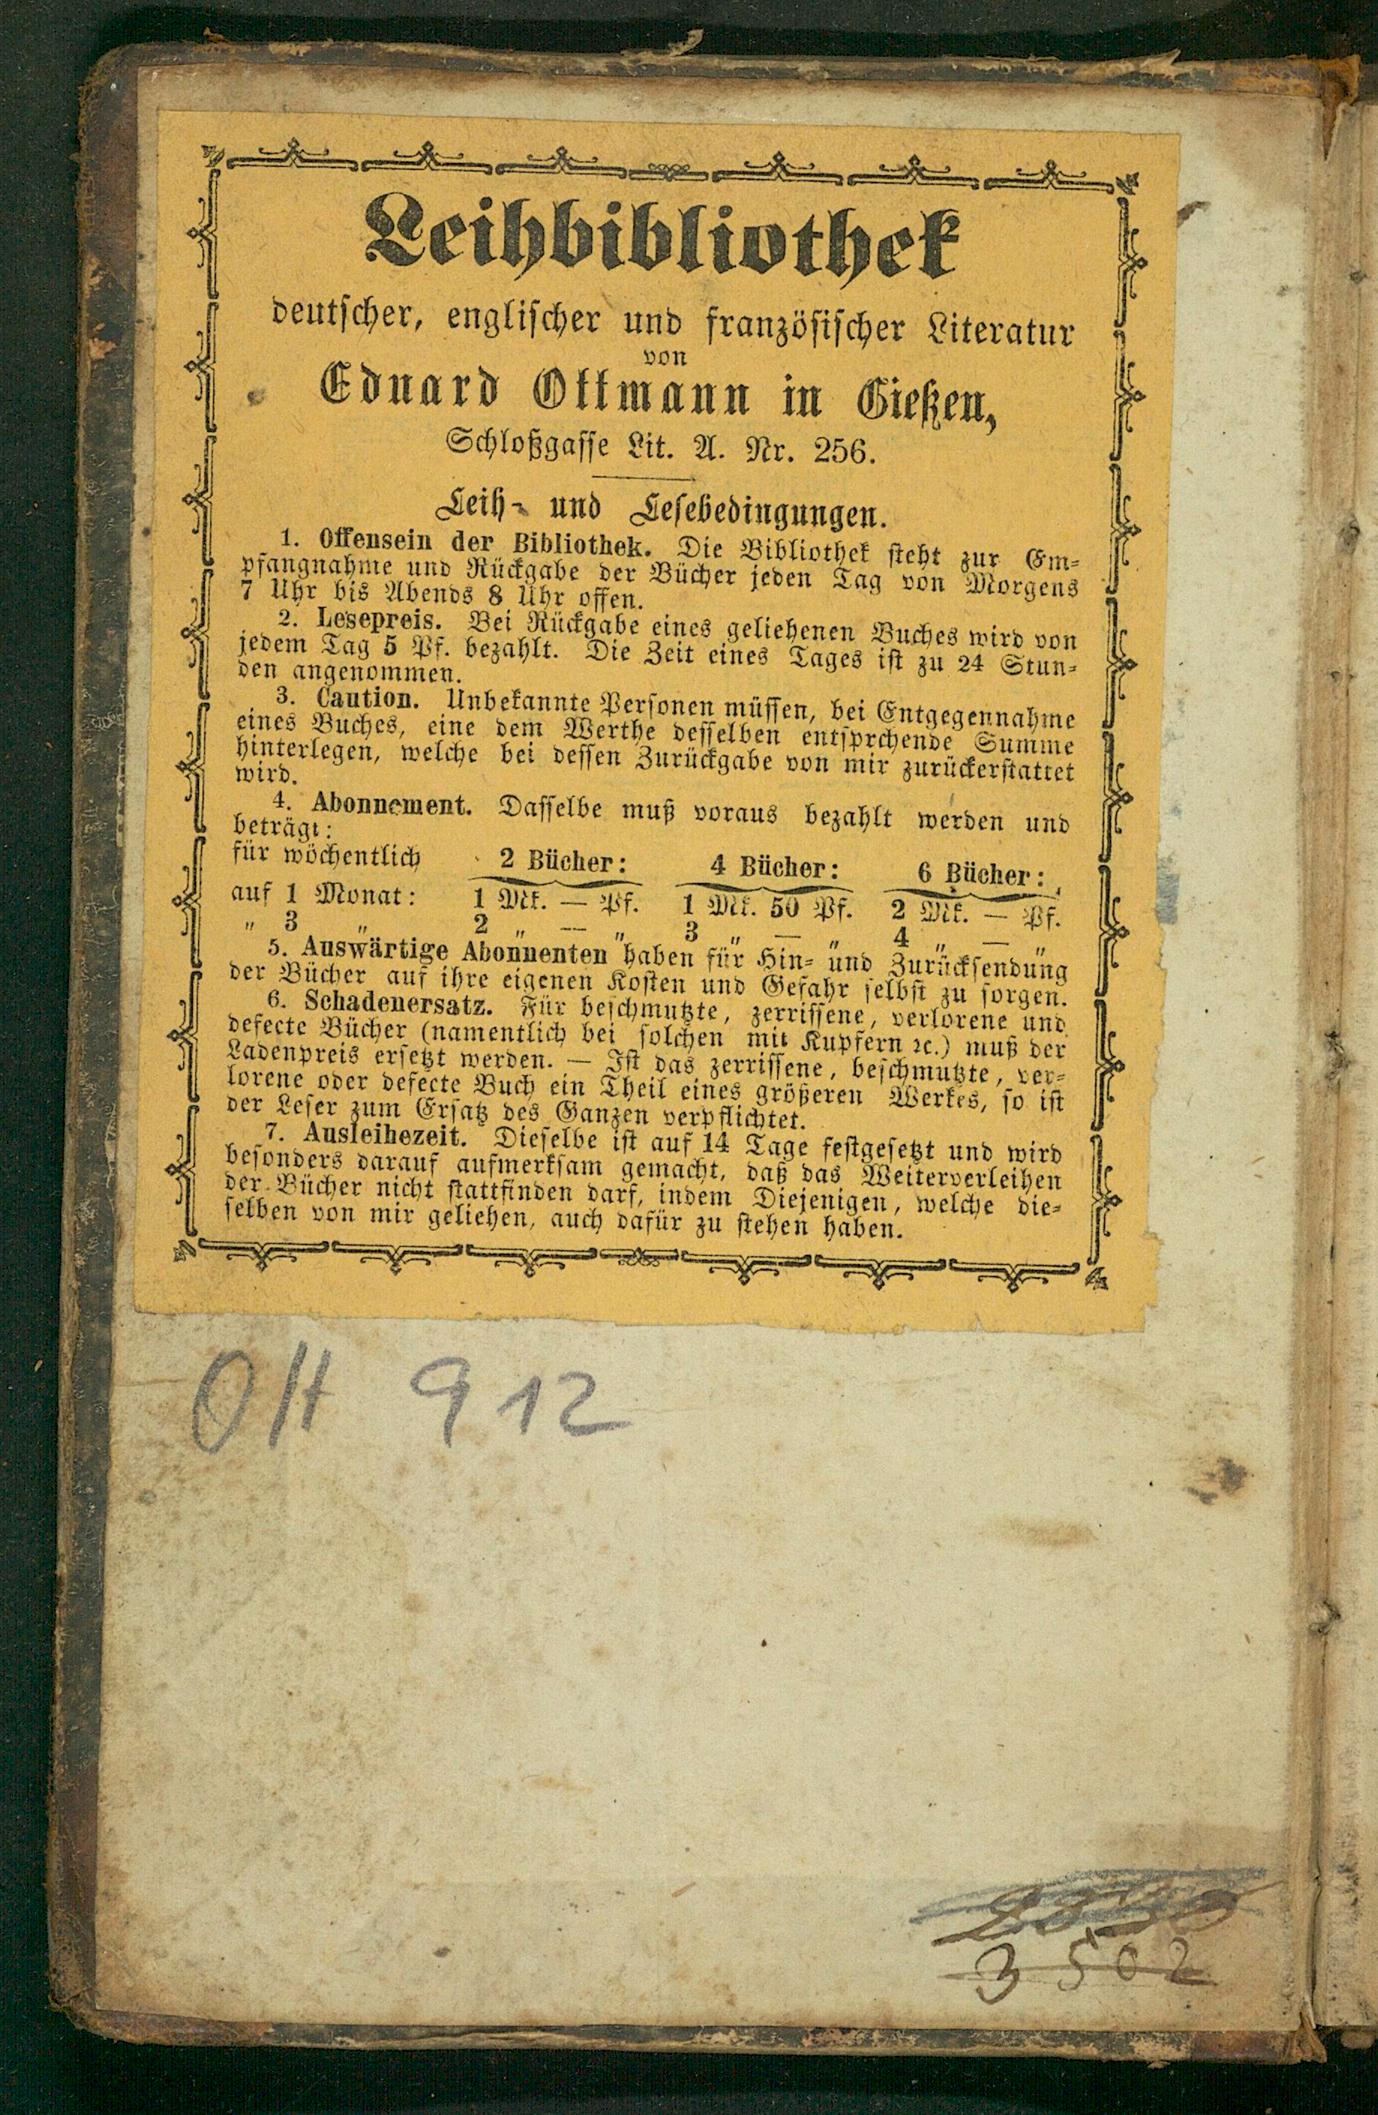 Leihbibliothek
deutscher, englischer und französischer Literatur
von
Eduard Ottmann in Gießen,
Schloßgasse Lit. A. Nr. 256.
Leih- und Lesebedingungen.
1. Offensein der Bibliothek. Die Bibliothek steht zur Em-
pfangnahme und Rückgabe der Bücher jeden Tag von Morgens
7 Uhr bis Abends 8 Uhr offen.
2. Lesepreis. Bei Rückgabe eines geliehenen Buches wird von
jedem Tag 5 Pf. bezahlt. Die Zeit eines Tages ist zu 24 Stun-
den angenommen.
3. Caution. Unbekannte Personen müssen, bei Entgegennahme
eines Buches, eine dem Werthe desselben entsprchende Summe
hinterlegen, welche bei dessen Zurückgabe von mir zurückerstattet
wird.
4. Abonnement. Dasselbe muß voraus bezahlt werden und
beträgt:
für wöchentlich 2 Bücher: 4 Bücher: 6 Bücher:
auf 1 Monat: 1 Mk. — Pf. 1 Mk. 50 Pf. 2 Mk. — Pf.
" 3 " 2 " — " 3 " — " 4 " — "
5. Auswärtige Abonnenten haben für Hin- und Zurücksendung
der Bücher auf ihre eigenen Kosten und Gefahr selbst zu sorgen.
6. Schadenersatz. Für beschmutzte, zerrissene, verlorene und
defecte Bücher (namentlich bei solchen mit Kupfern ꝛc.) muß der
Ladenpreis ersetzt werden. — Ist das zerrissene, beschmutzte, ver-
lorene oder defecte Buch ein Theil eines größeren Werkes, so ist
der Leser zum Ersatz des Ganzen verpflichtet.
7. Ausleihezeit. Dieselbe ist auf 14 Tage festgesetzt und wird
besonders darauf aufmerksam gemacht, daß das Weiterverleihen
der Bücher nicht stattfinden darf, indem Diejenigen, welche die-
selben von mir geliehen, auch dafür zu stehen haben.
OH 912
3502